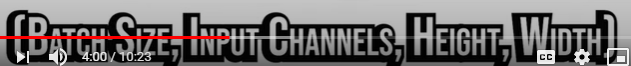 (Batch Size, Input Channels, Height, Width,)
4:00 / 10:23
CC